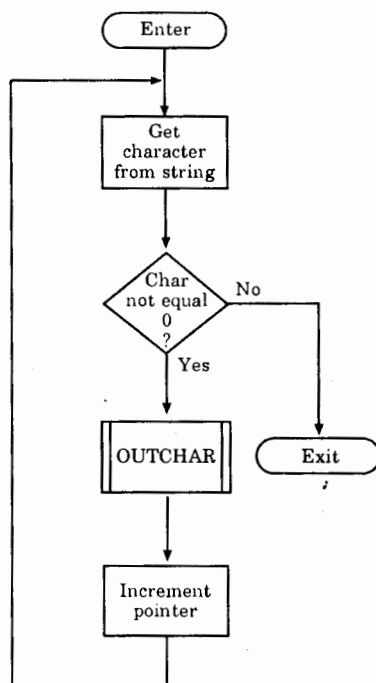 Enter
Get
character
from string
Char
not equal
0
?
No
Yes
OUTCHAR
Exit
Increment
pointer